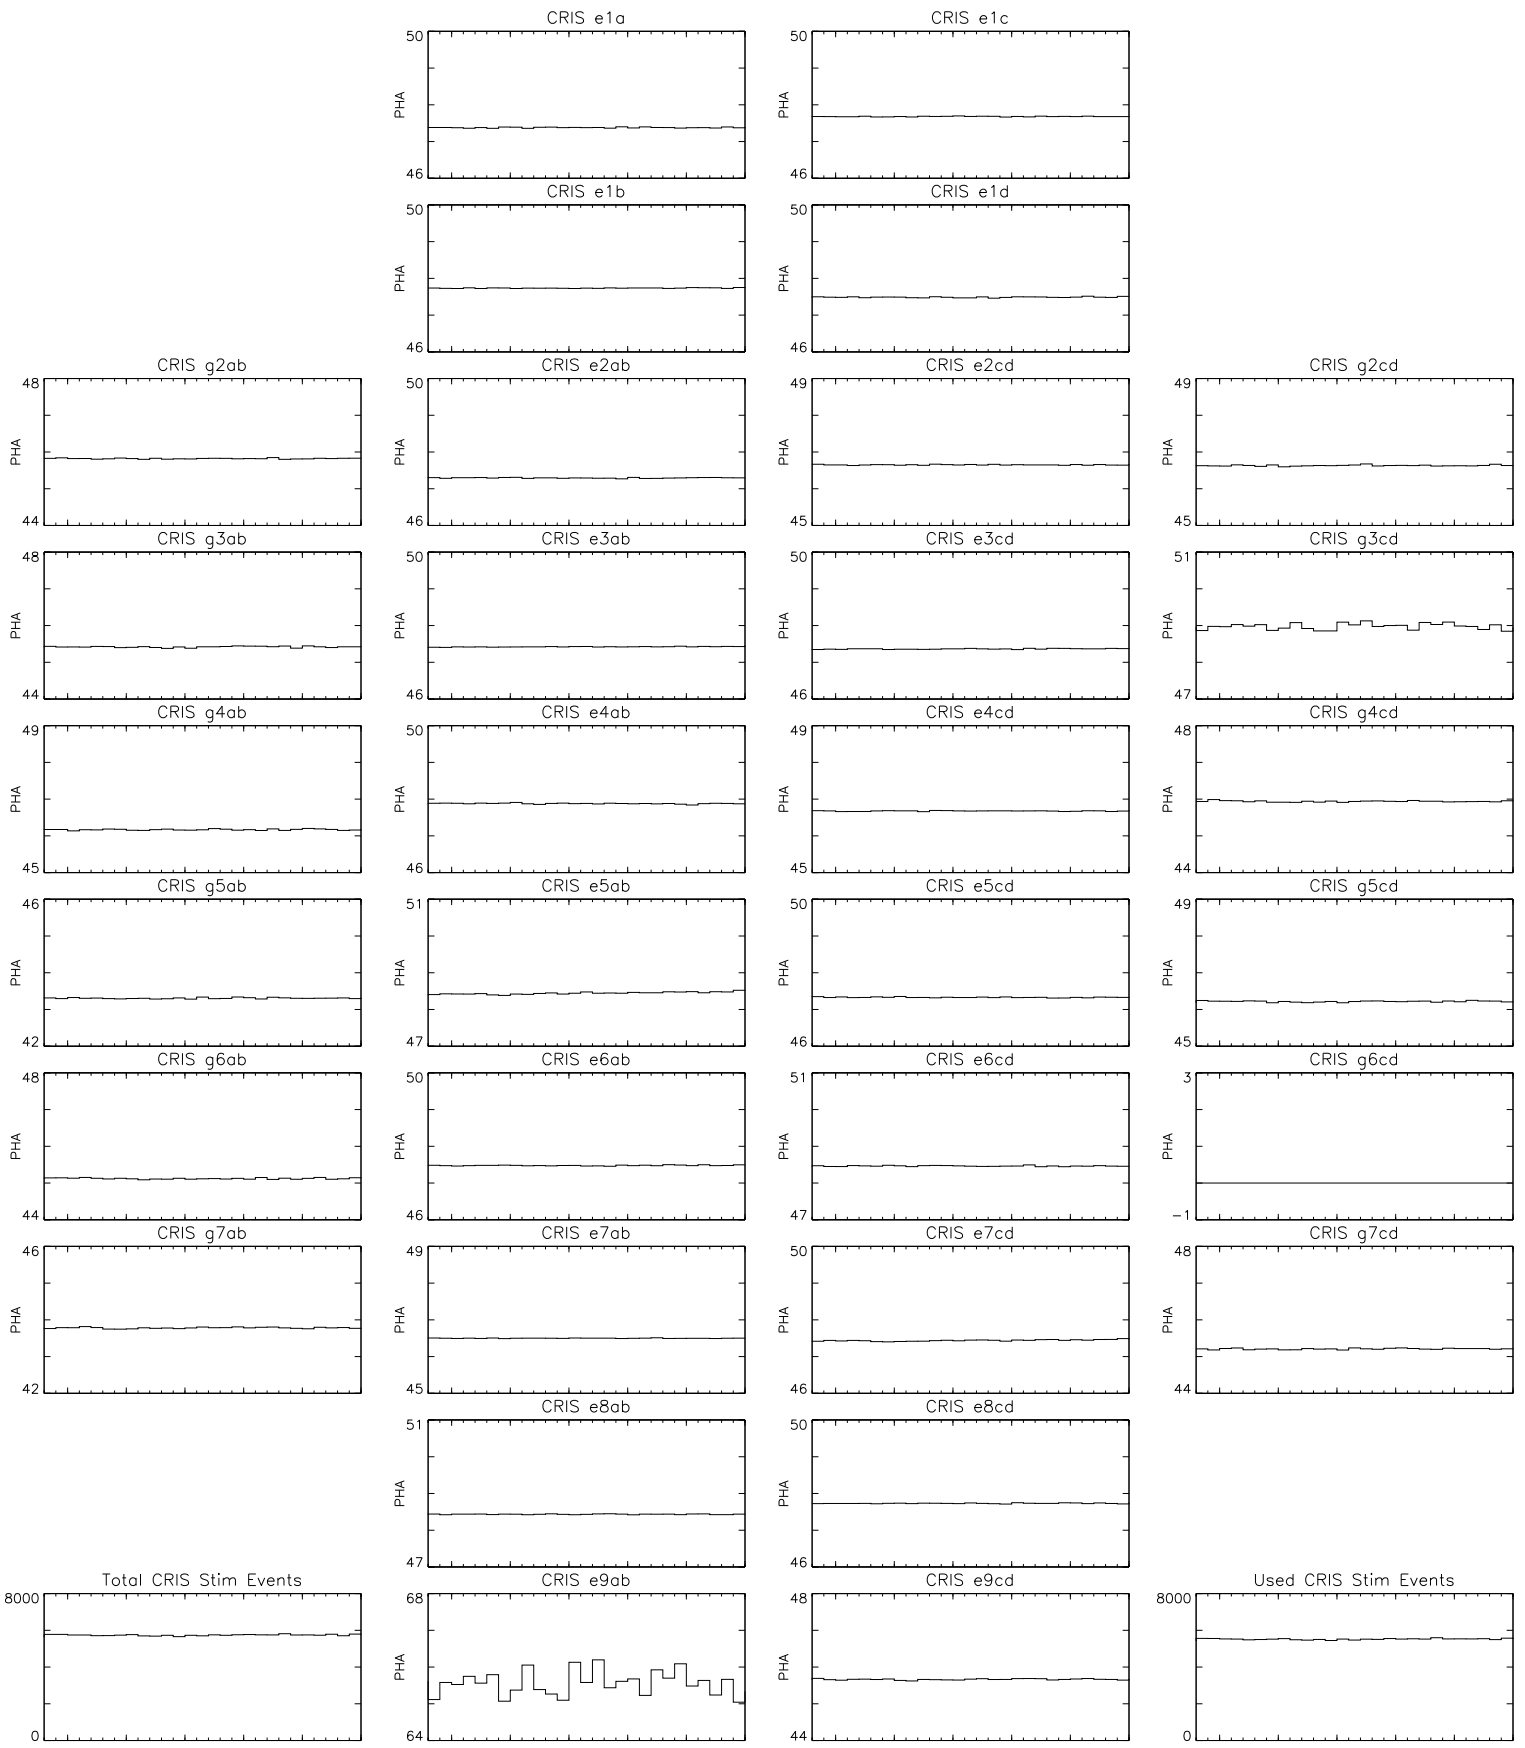 CRIS e1a
50
PHA
46
CRIS e1c
50
PHA
46
CRIS e1b
50
PHA
46
CRIS e1d
50
PHA
46
CRIS g2ab
48
PHA
44
CRIS e2ab
50
PHA
46
CRIS e2cd
49
PHA
45
CRIS g2cd
49
PHA
45
CRIS g3ab
48
PHA
44
CRIS e3ab
50
PHA
46
CRIS e3cd
50
PHA
46
CRIS g3cd
51
PHA
47
CRIS g4ab
49
PHA
45
CRIS e4ab
50
PHA
46
CRIS e4cd
49
PHA
45
CRIS g4cd
48
PHA
44
CRIS g5ab
46
PHA
42
CRIS e5ab
51
PHA
47
CRIS e5cd
50
PHA
46
CRIS g5cd
49
PHA
45
CRIS g6ab
48
PHA
44
CRIS e6ab
50
PHA
46
CRIS e6cd
51
PHA
47
CRIS g6cd
3
PHA
-1
CRIS g7ab
46
PHA
42
CRIS e7ab
49
PHA
45
CRIS e7cd
50
PHA
46
CRIS g7cd
48
PHA
44
CRIS e8ab
51
PHA
47
CRIS e8cd
50
PHA
46
Total CRIS Stim Events
8000
0
CRIS e9ab
68
PHA
64
CRIS e9cd
48
PHA
44
Used CRIS Stim Events
8000
0